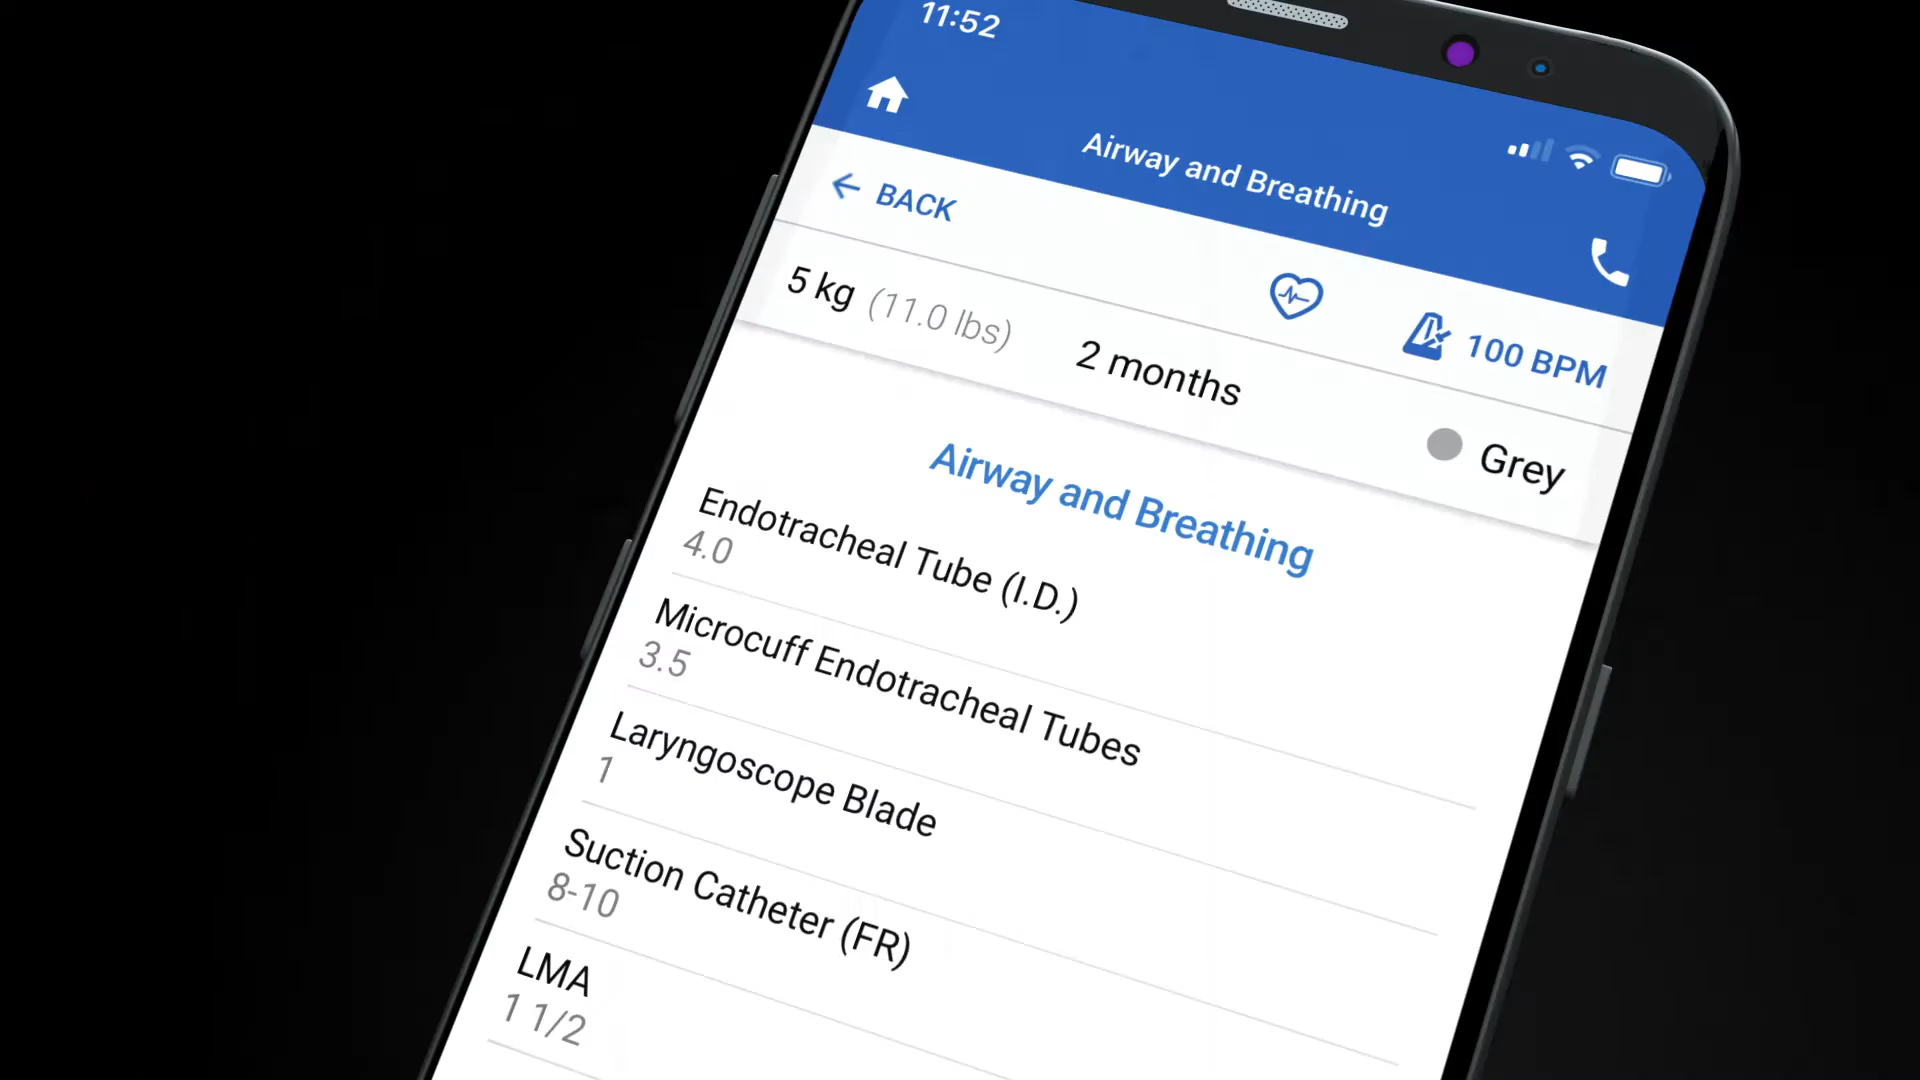 11:52
Airway and Breathing
BACK
100 BPM
5 kg (11.0 lbs) 2 months Grey
Airway and Breathing
Endotracheal Tube (I.D.)
4.0
Microcuff Endotracheal Tubes
3.5
Laryngoscope Blade
1
Suction Catheter (FR)
8-10
LMA
1 1/2